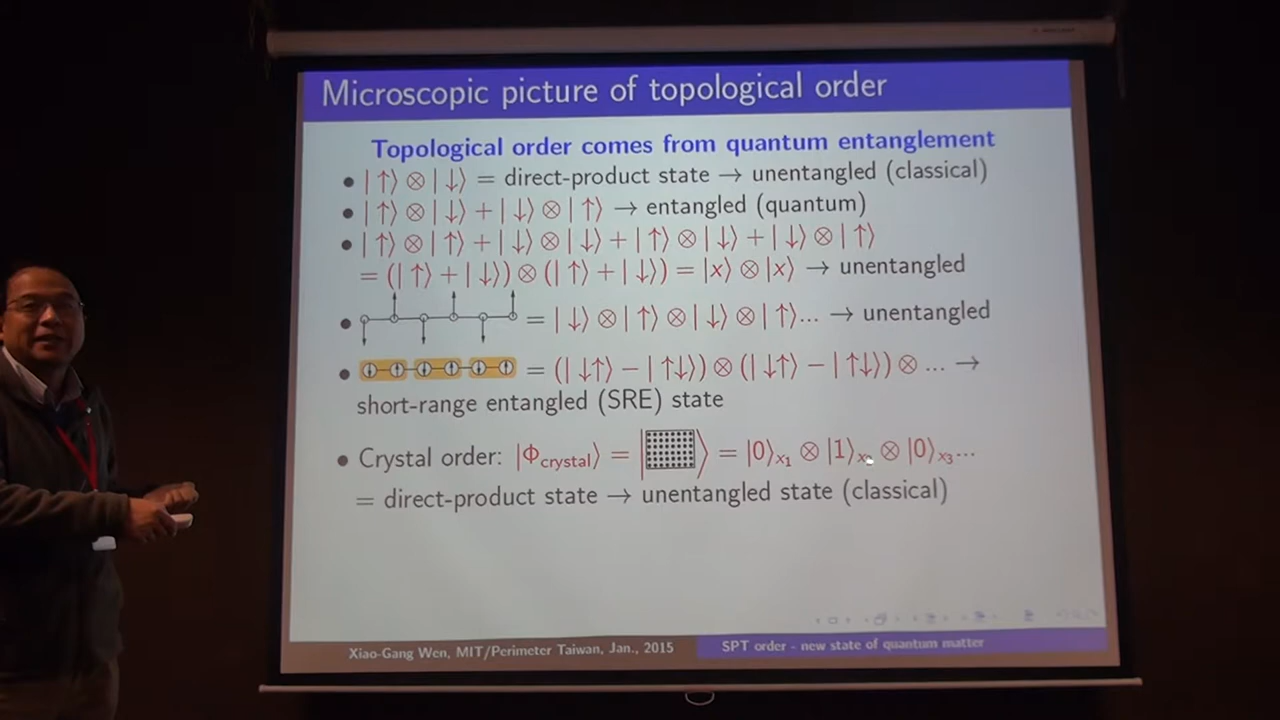 Microscopic picture of topological order
Topological order comes from quantum entanglement
• |↑⟩ ⊗ |↓⟩ = direct-product state → unentangled (classical)
• |↑⟩ ⊗ |↓⟩ + |↓⟩ ⊗ |↑⟩ → entangled (quantum)
• |↑⟩ ⊗ |↑⟩ + |↓⟩ ⊗ |↓⟩ + |↑⟩ ⊗ |↓⟩ + |↓⟩ ⊗ |↑⟩
= (|↑⟩ + |↓⟩) ⊗ (|↑⟩ + |↓⟩) = |x⟩ ⊗ |x⟩ → unentangled
• = |↓⟩ ⊗ |↑⟩ ⊗ |↓⟩ ⊗ |↑⟩... → unentangled
• = (|↓↑⟩ − |↑↓⟩) ⊗ (|↓↑⟩ − |↑↓⟩) ⊗ ... →
short-range entangled (SRE) state
• Crystal order: |Φcrystal⟩ = | ⟩ = |0⟩x₁ ⊗ |1⟩x₂ ⊗ |0⟩x₃...
= direct-product state → unentangled state (classical)
Xiao-Gang Wen, MIT/Perimeter Taiwan, Jan., 2015 SPT order - new state of quantum matter